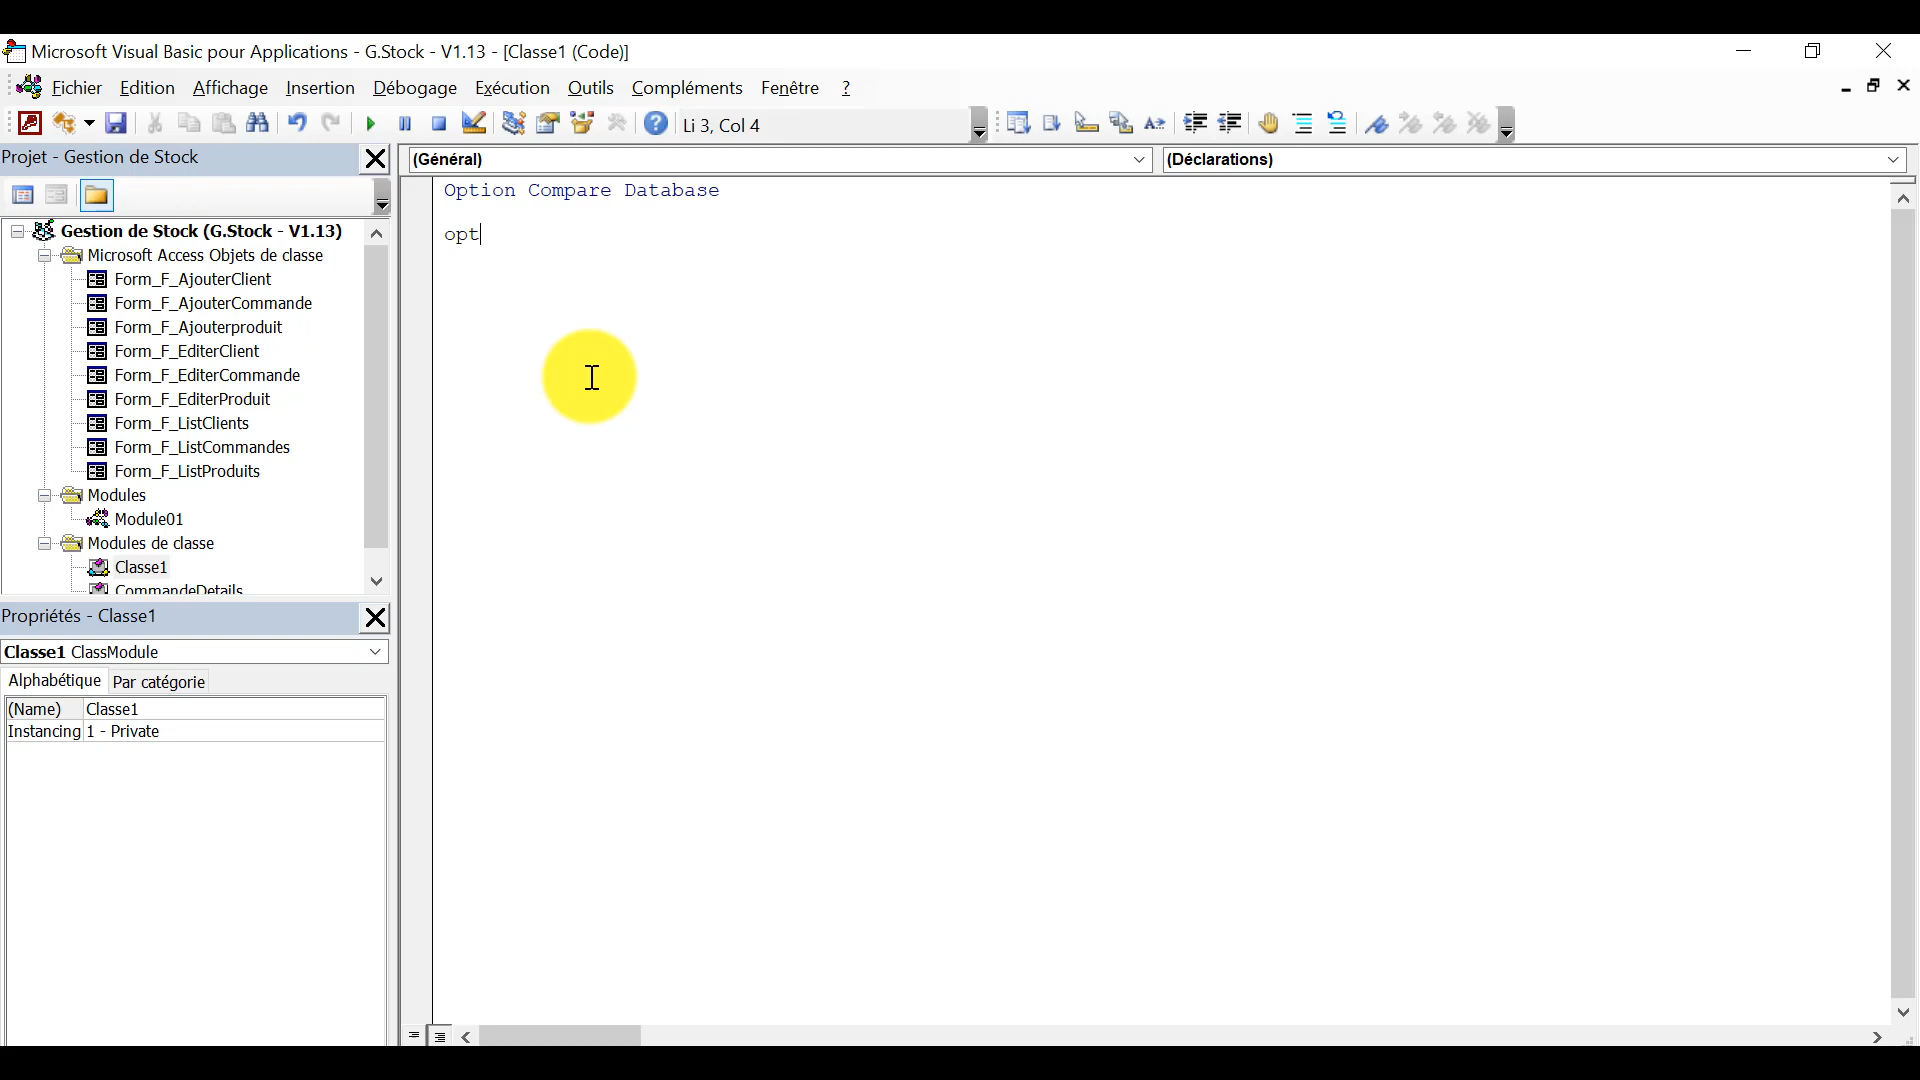 Microsoft Visual Basic pour Applications - G.Stock - V1.13 - [Classe1 (Code)]
Fichier Edition Affichage Insertion Débogage Exécution Outils Compléments Fenêtre ?
Li 3, Col 4
Projet - Gestion de Stock
(Général) (Déclarations)
Option Compare Database
opt
Gestion de Stock (G.Stock - V1.13)
Microsoft Access Objets de classe
Form_F_AjouterClient
Form_F_AjouterCommande
Form_F_Ajouterproduit
Form_F_EditerClient
Form_F_EditerCommande
Form_F_EditerProduit
Form_F_ListClients
Form_F_ListCommandes
Form_F_ListProduits
Modules
Module01
Modules de classe
Classe1
CommandeDetails
Propriétés - Classe1
Classe1 ClassModule
Alphabétique Par catégorie
(Name) Classe1
Instancing 1 - Private